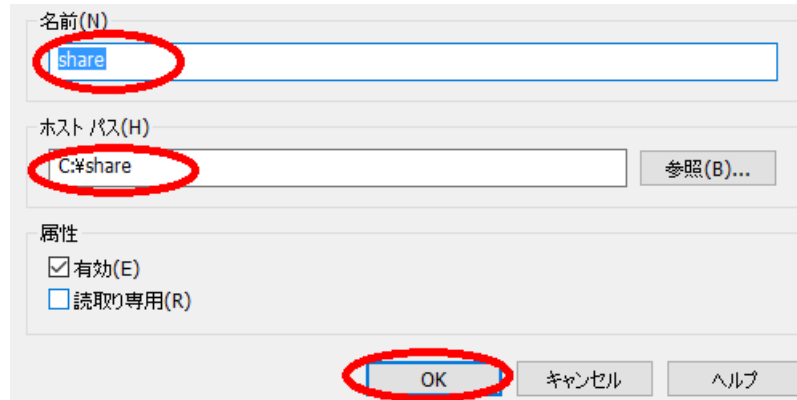 名前(N)
share
ホスト パス(H)
C:¥share
参照(B)...
属性
有効(E)
読取り専用(R)
OK キャンセル ヘルプ